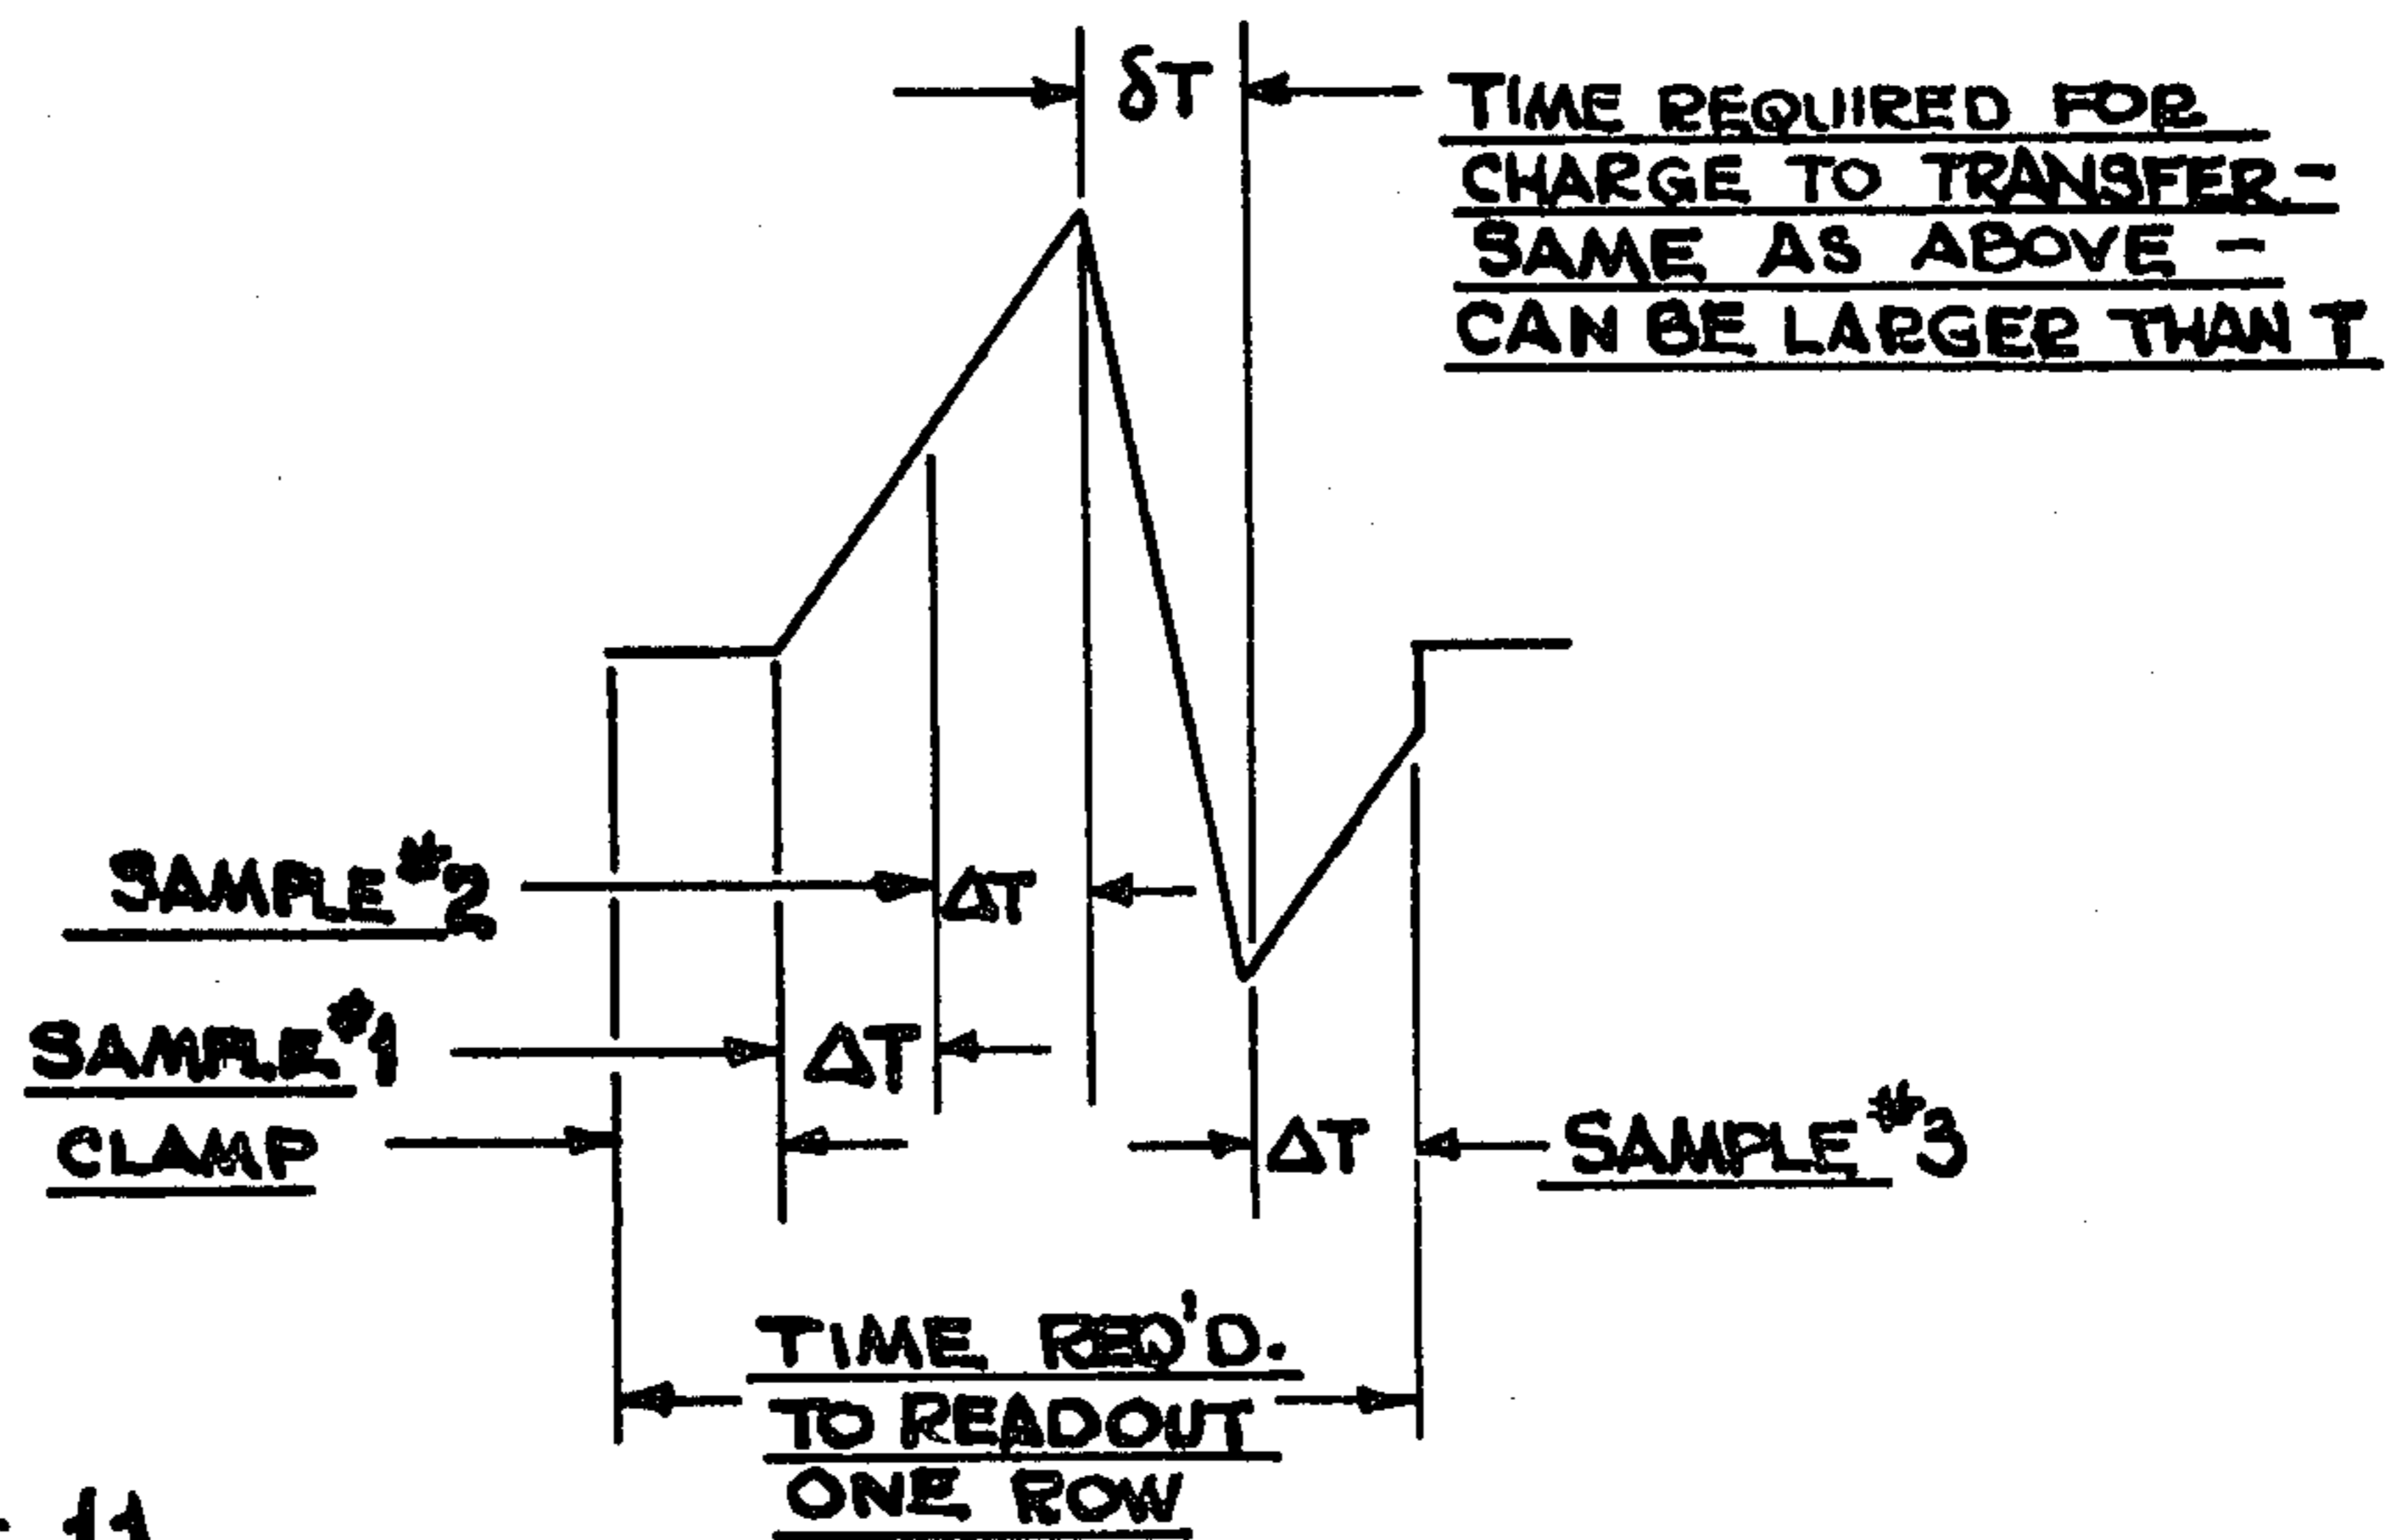 δT
TIME REQUIRED FOR
CHARGE TO TRANSFER -
SAME AS ABOVE -
CAN BE LARGER THAN T
SAMPLE #2
ΔT
SAMPLE #1
ΔT
CLAMP
ΔT
SAMPLE #3
TIME REQ'D.
TO READOUT
ONE ROW
11